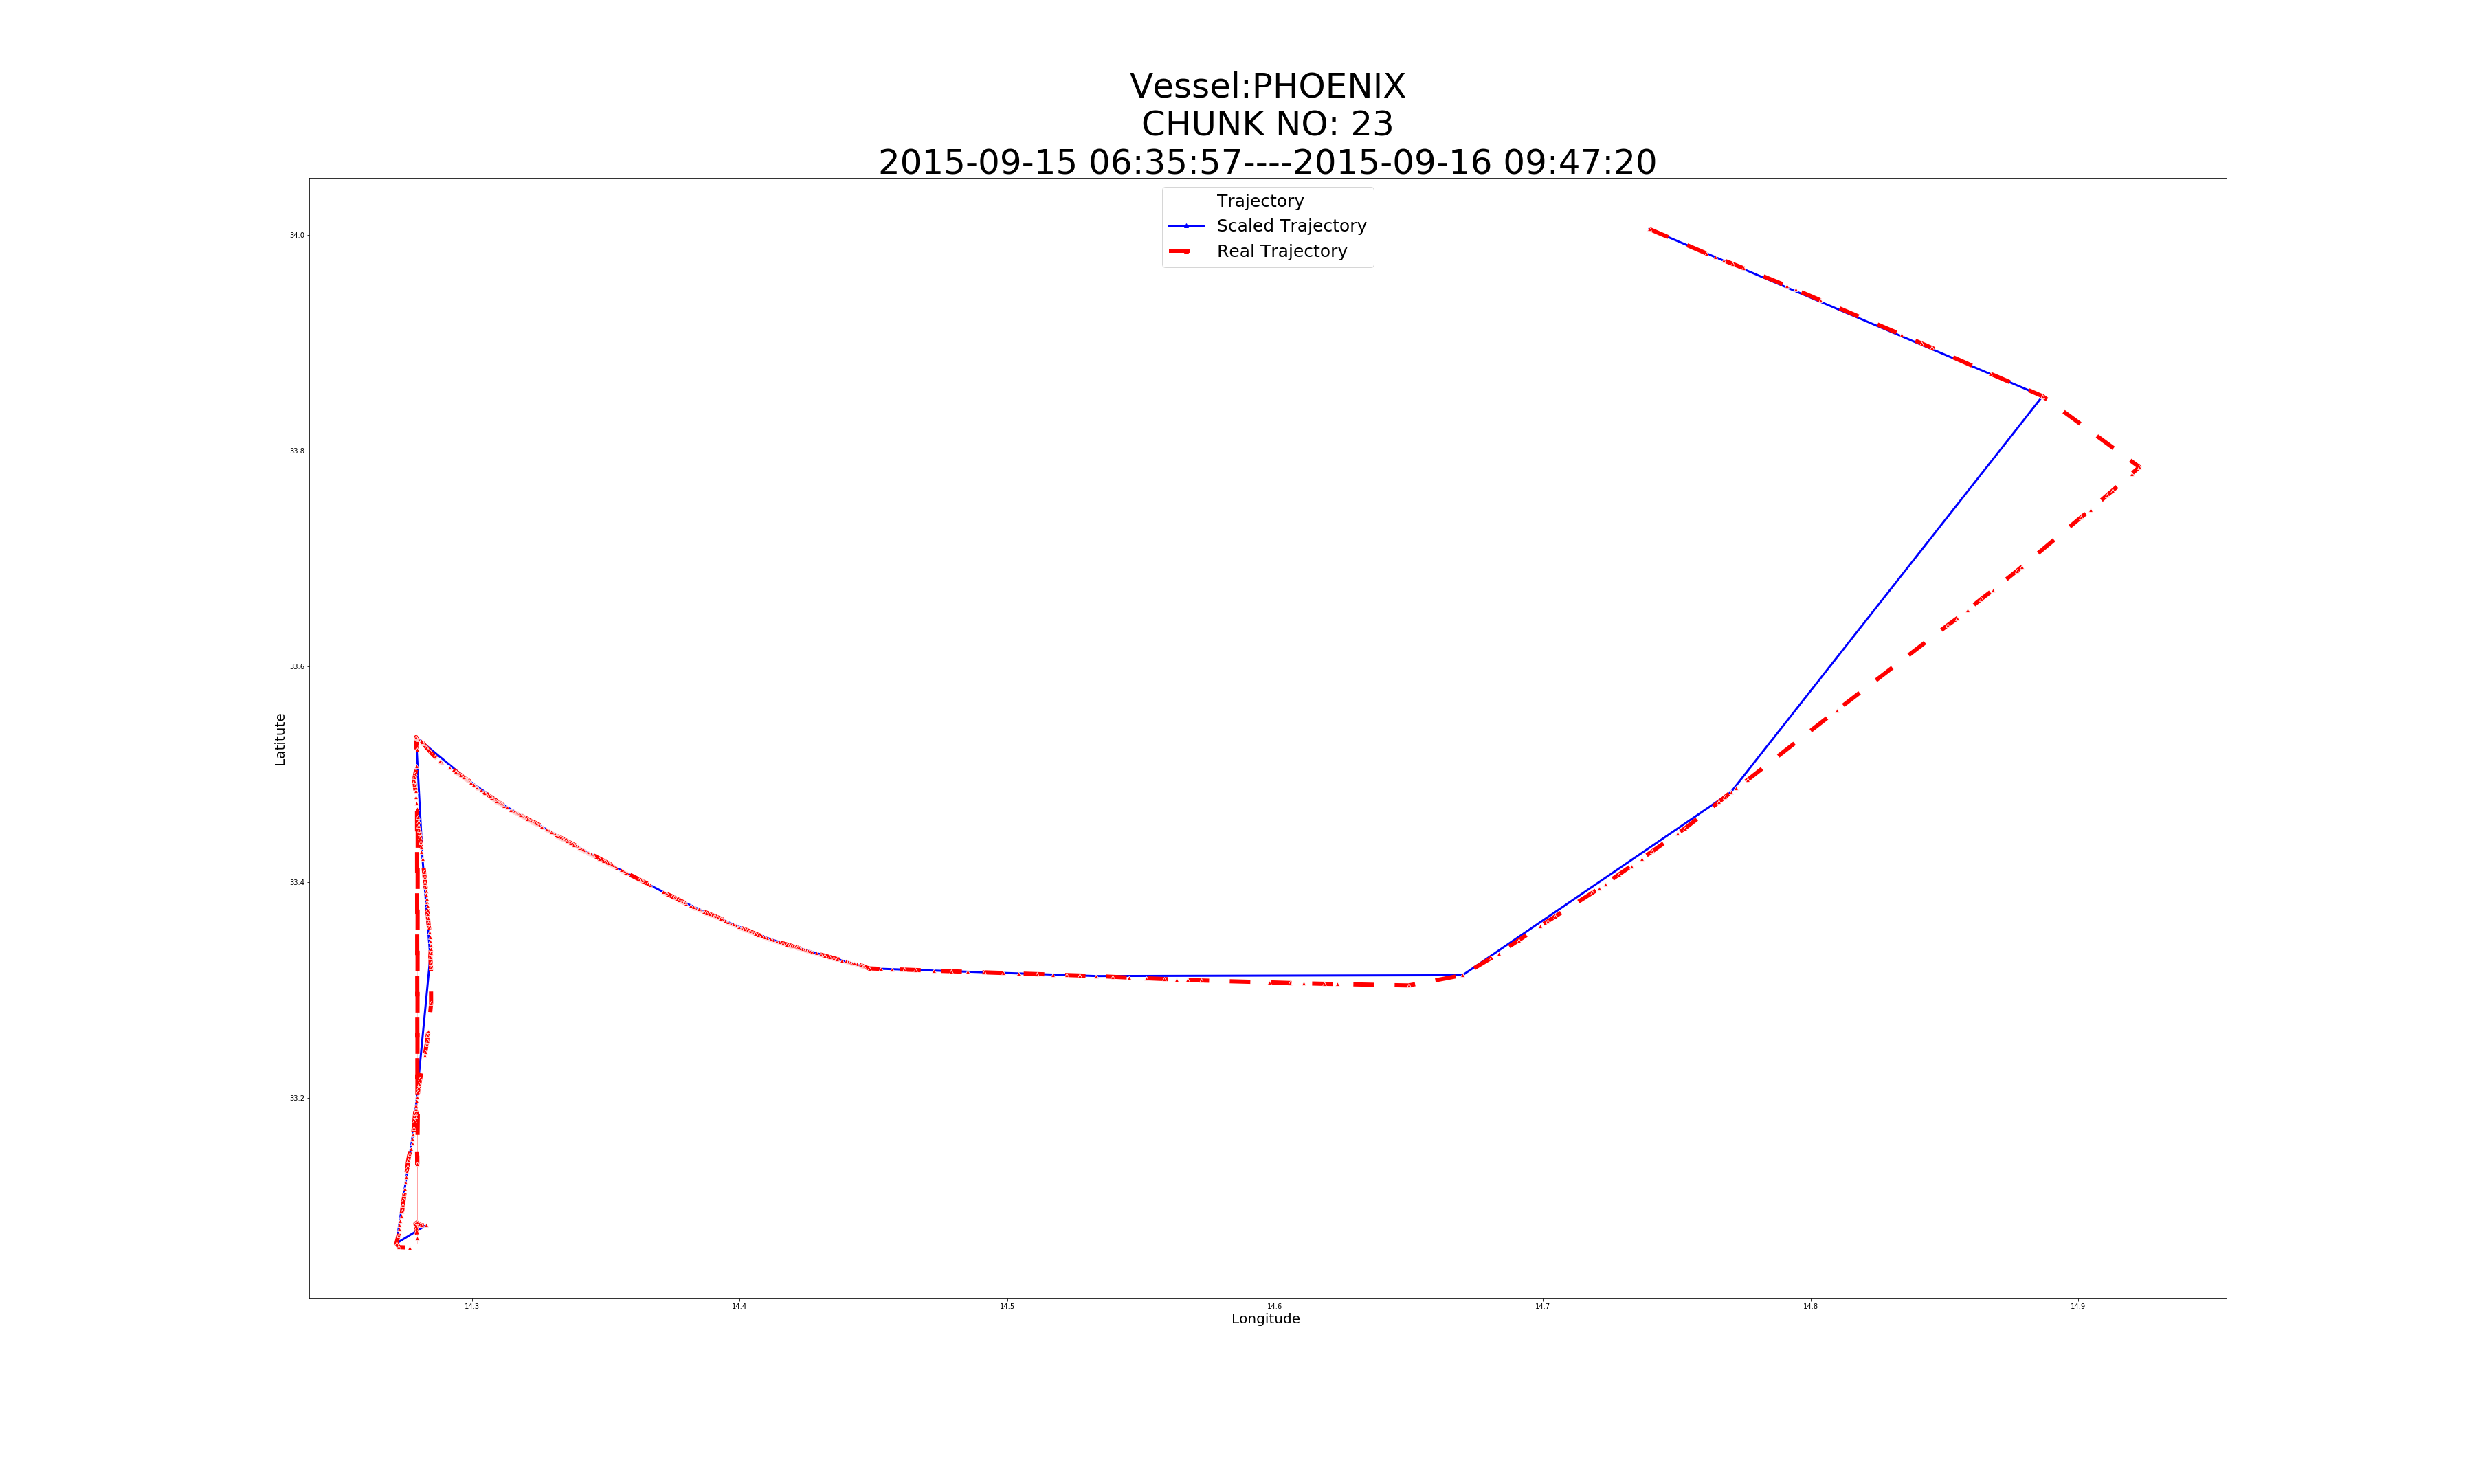 Vessel:PHOENIX
CHUNK NO: 23
2015-09-15 06:35:57----2015-09-16 09:47:20
Trajectory
Scaled Trajectory
Real Trajectory
34.0
33.8
33.6
33.4
33.2
Latitute
14.3
14.4
14.5
14.6
14.7
14.8
14.9
Longitude